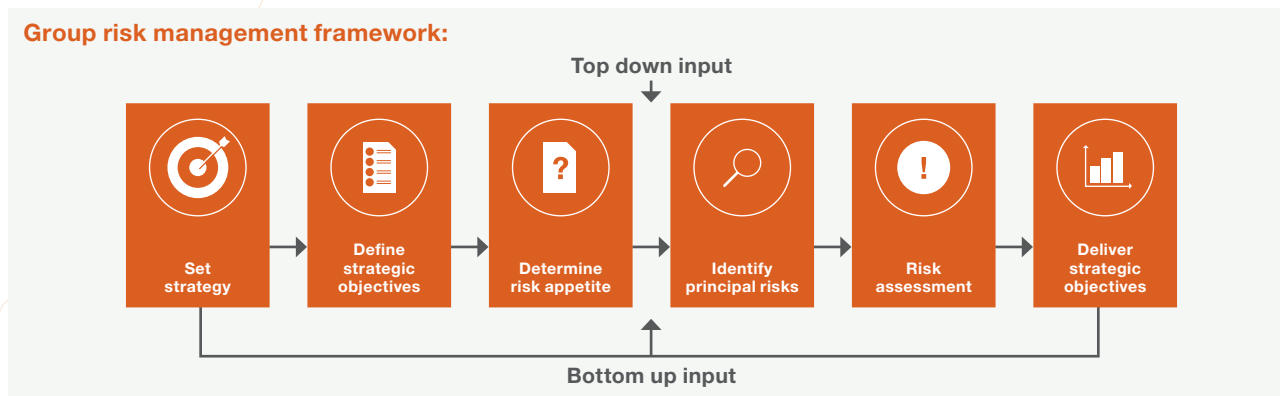 Group risk management framework:
Top down input
Set
strategy
Define
strategic
objectives
?
Determine
risk appetite
Identify
principal risks
!
Risk
assessment
Deliver
strategic
objectives
Bottom up input